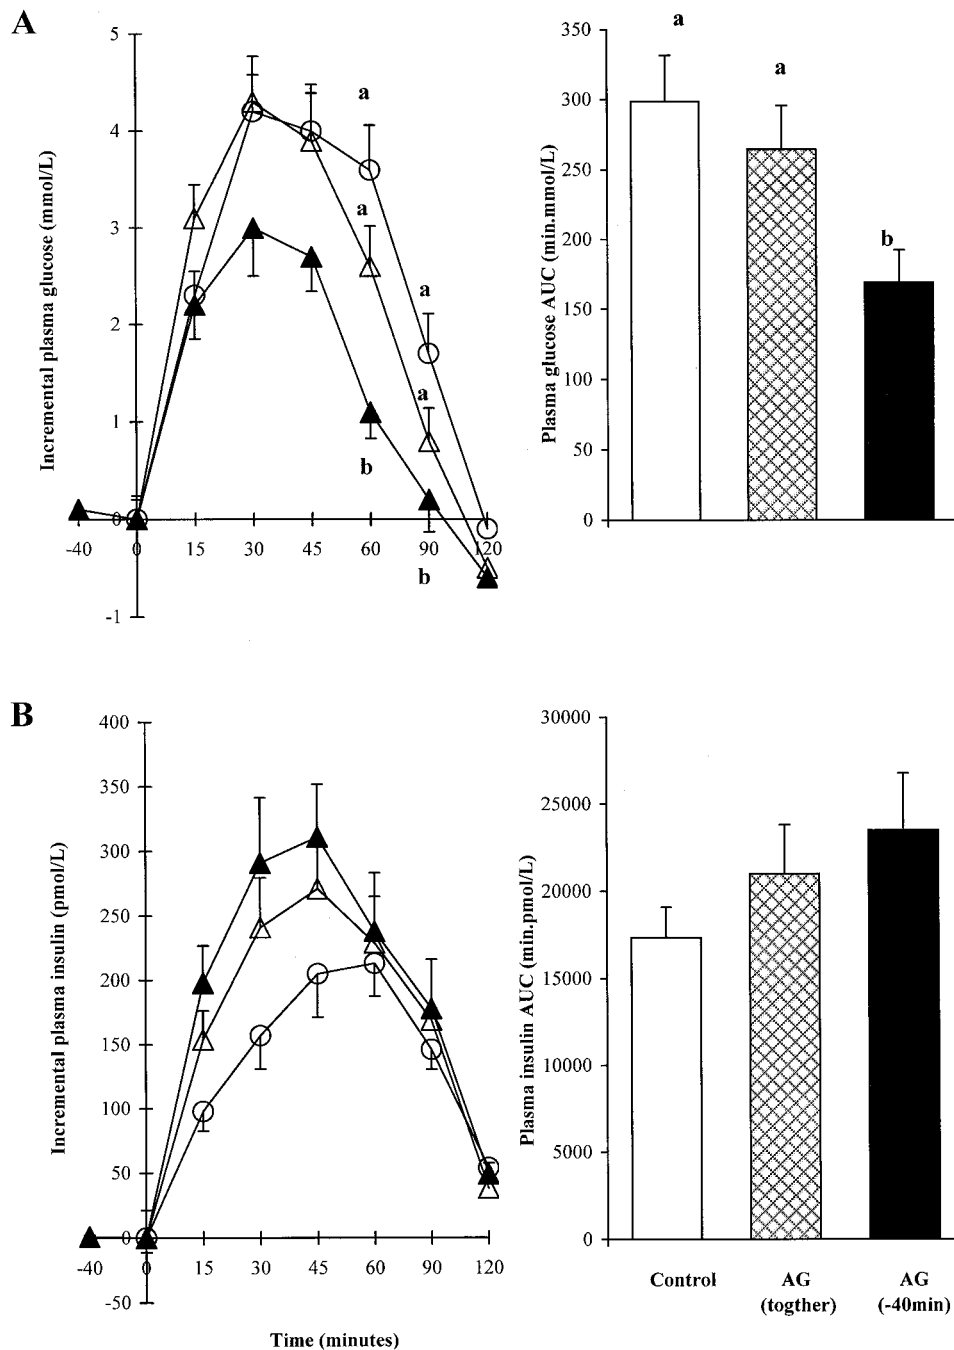 A
Incremental plasma glucose (mmol/L)
5
4
3
2
1
0
-1
-40
0
15
30
45
60
90
120
a
a
a
a
b
b
Plasma glucose AUC (min.mmol/L)
350
300
250
200
150
100
50
0
a
a
b
B
Incremental plasma insulin (pmol/L)
400
350
300
250
200
150
100
50
0
-50
-40
0
15
30
45
60
90
120
Time (minutes)
Plasma insulin AUC (min.pmol/L)
30000
25000
20000
15000
10000
5000
0
Control
AG
(togther)
AG
(-40min)